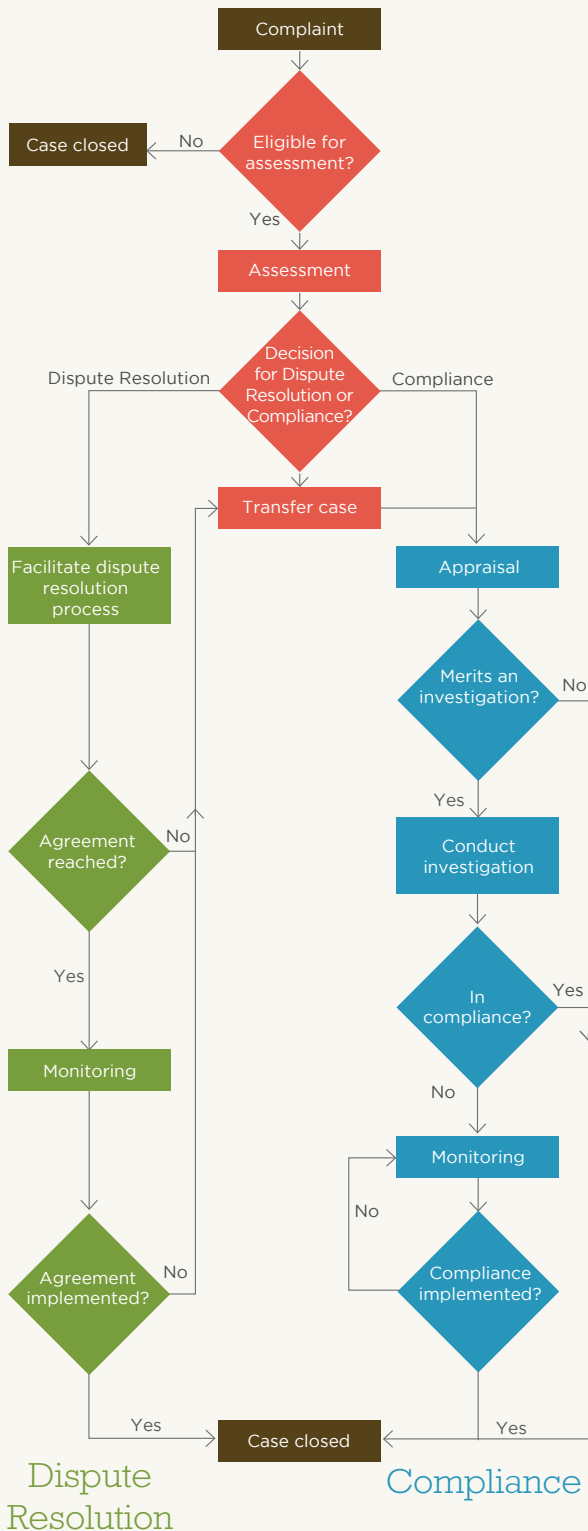 Complaint
No
Case closed
Eligible for
assessment?
Yes
Assessment
Dispute Resolution
Decision
for Dispute
Resolution or
Compliance?
Compliance
Transfer case
Facilitate dispute
resolution
process
Appraisal
Merits an
investigation?
No
Yes
Agreement
reached?
No
Conduct
investigation
Yes
In
compliance?
Yes
Monitoring
No
Monitoring
No
Agreement
implemented?
No
Compliance
implemented?
Yes
Case closed
Yes
Dispute
Resolution
Compliance